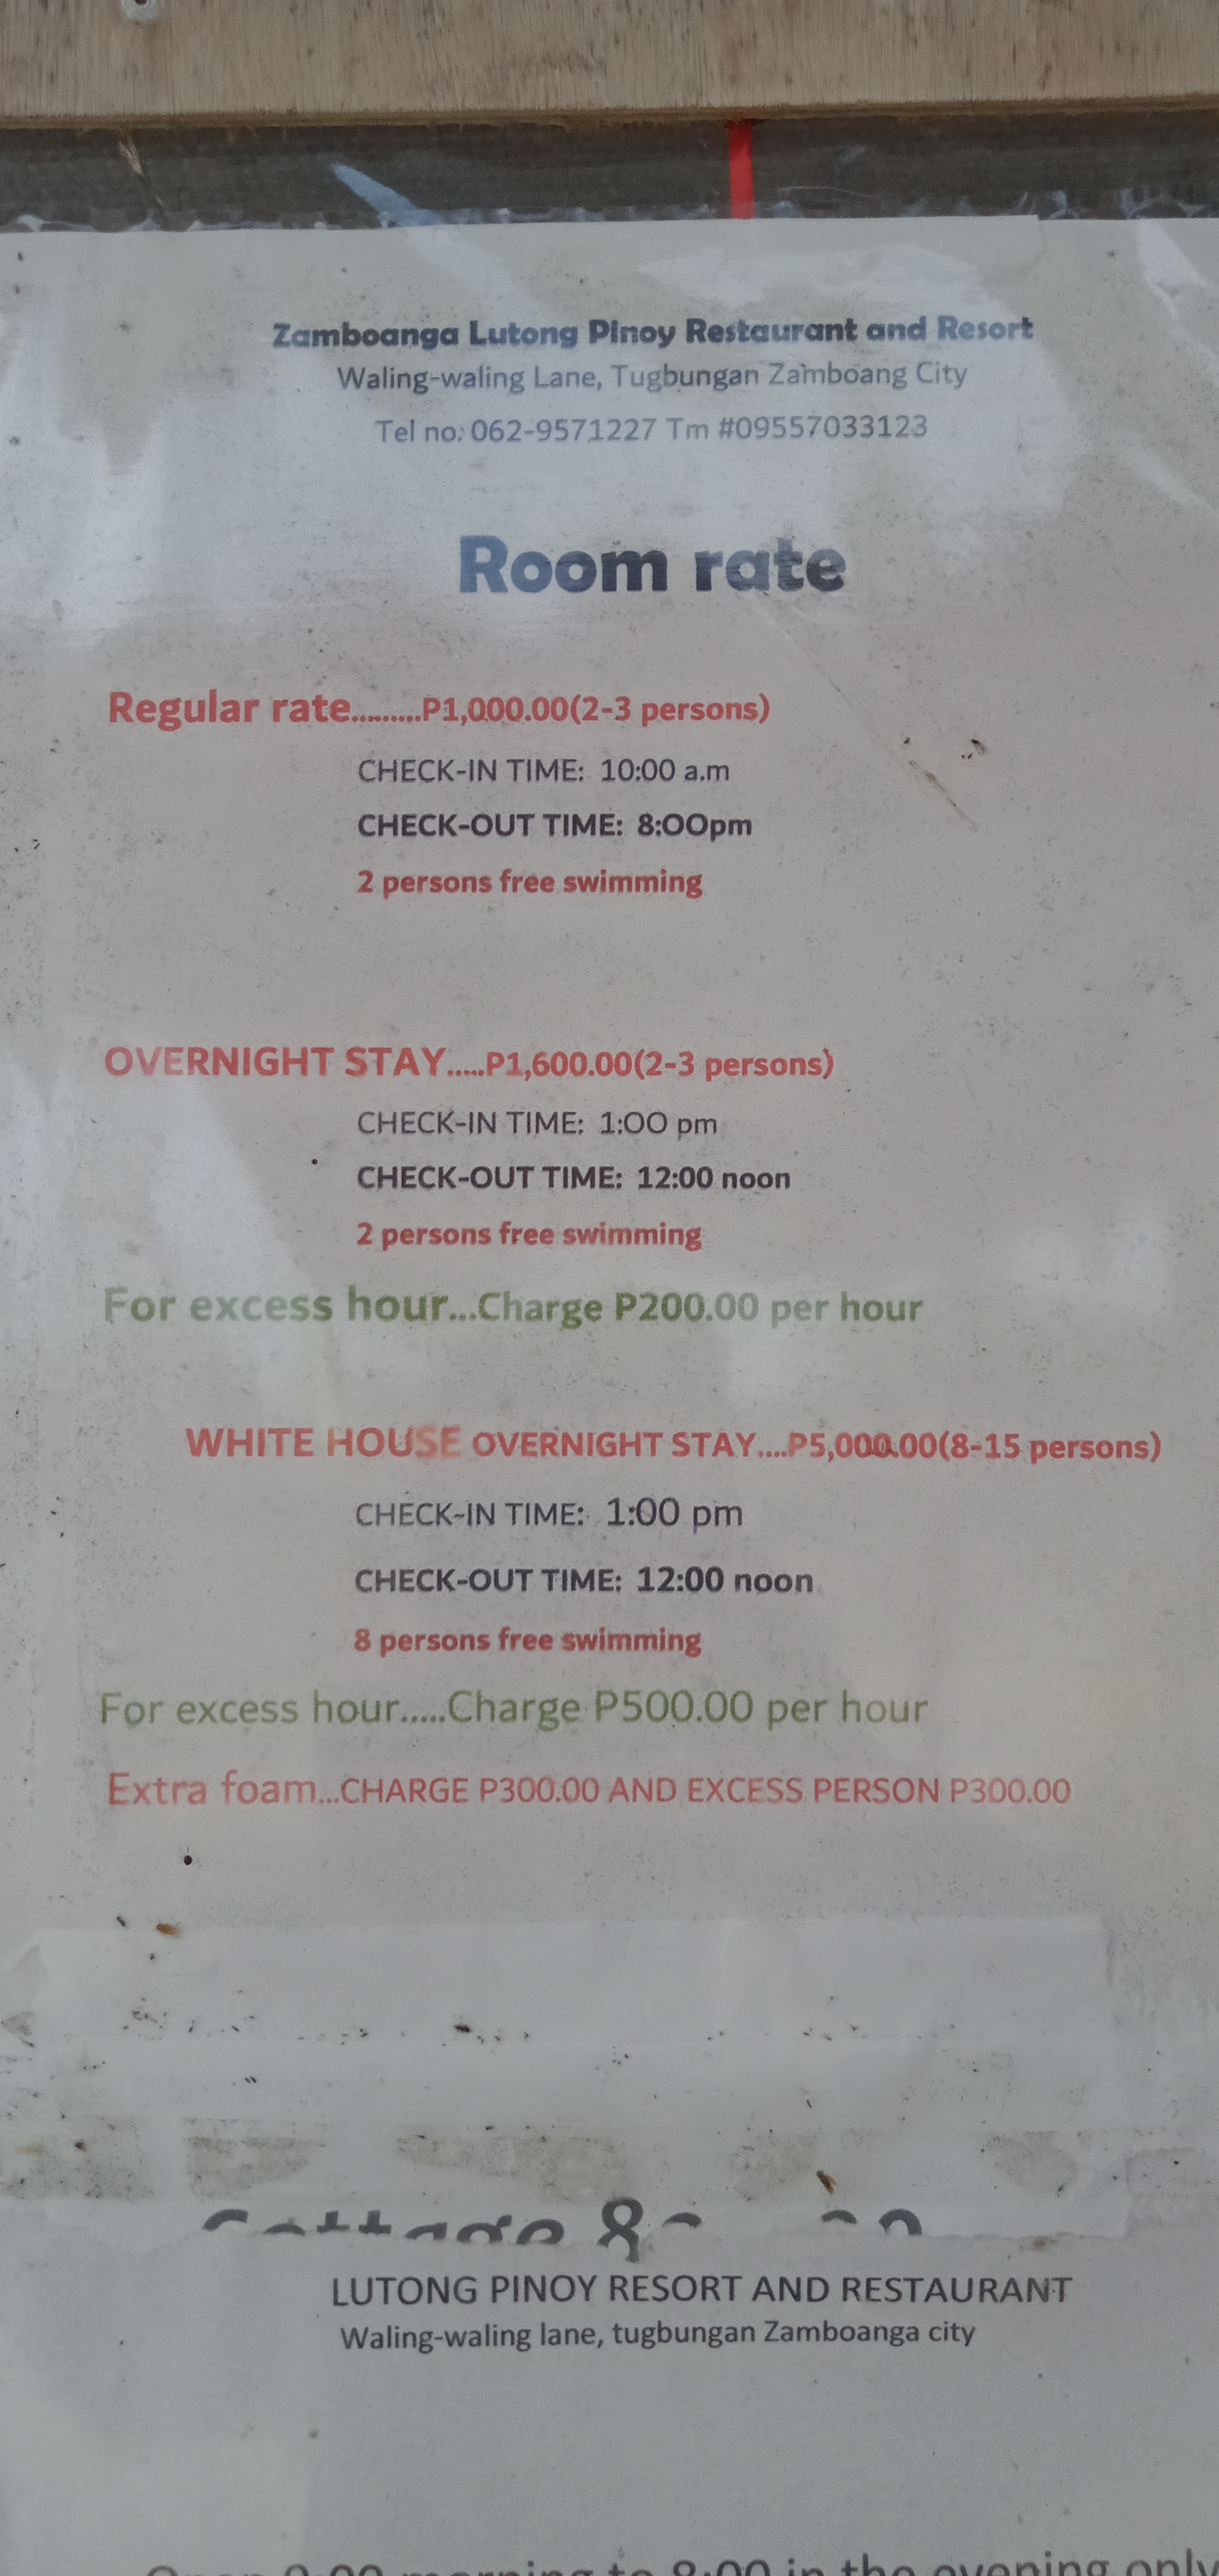 Zamboanga Lutong Pinoy Restaurant and Resort
Waling-waling Lane, Tugbungan Zamboang City
Tel no: 062-9571227 Tm #09557033123
Room rate
Regular rate.........P1,000.00(2-3 persons)
CHECK-IN TIME: 10:00 a.m
CHECK-OUT TIME: 8:OOpm
2 persons free swimming
OVERNIGHT STAY.....P1,600.00(2-3 persons)
CHECK-IN TIME: 1:OO pm
CHECK-OUT TIME: 12:00 noon
2 persons free swimming
For excess hour...Charge P200.00 per hour
WHITE HOUSE OVERNIGHT STAY....P5,000.00(8-15 persons)
CHECK-IN TIME: 1:00 pm
CHECK-OUT TIME: 12:00 noon
8 persons free swimming
For excess hour.....Charge P500.00 per hour
Extra foam...CHARGE P300.00 AND EXCESS PERSON P300.00
Cottage &
LUTONG PINOY RESORT AND RESTAURANT
Waling-waling lane, tugbungan Zamboanga city
Open 9:00 morning to 8:00 in the evening only